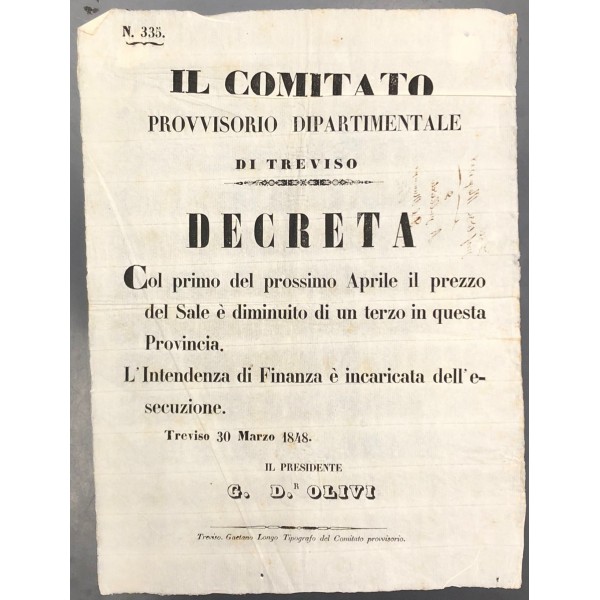 N. 335.
IL COMITATO
PROVVISORIO DIPARTIMENTALE
DI TREVISO
DECRETA
Col primo del prossimo Aprile il prezzo
del Sale è diminuito di un terzo in questa
Provincia.
L'Intendenza di Finanza è incaricata dell'e-
secuzione.
Treviso 30 Marzo 1848.
IL PRESIDENTE
G. D.R OLIVI
Treviso. Gaetano Longo Tipografo del Comitato provvisorio.